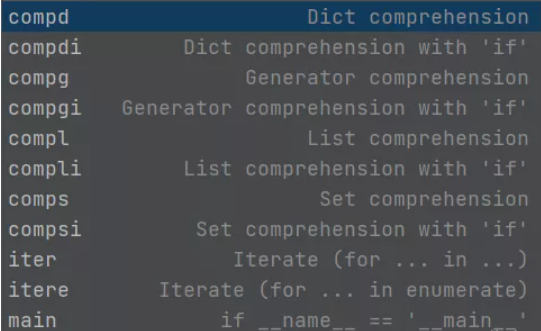 compd Dict comprehension
compdi Dict comprehension with 'if'
compg Generator comprehension
compgi Generator comprehension with 'if'
compl List comprehension
compli List comprehension with 'if'
comps Set comprehension
compsi Set comprehension with 'if'
iter Iterate (for ... in ...)
itere Iterate (for ... in enumerate)
main if __name__ == '__main__'